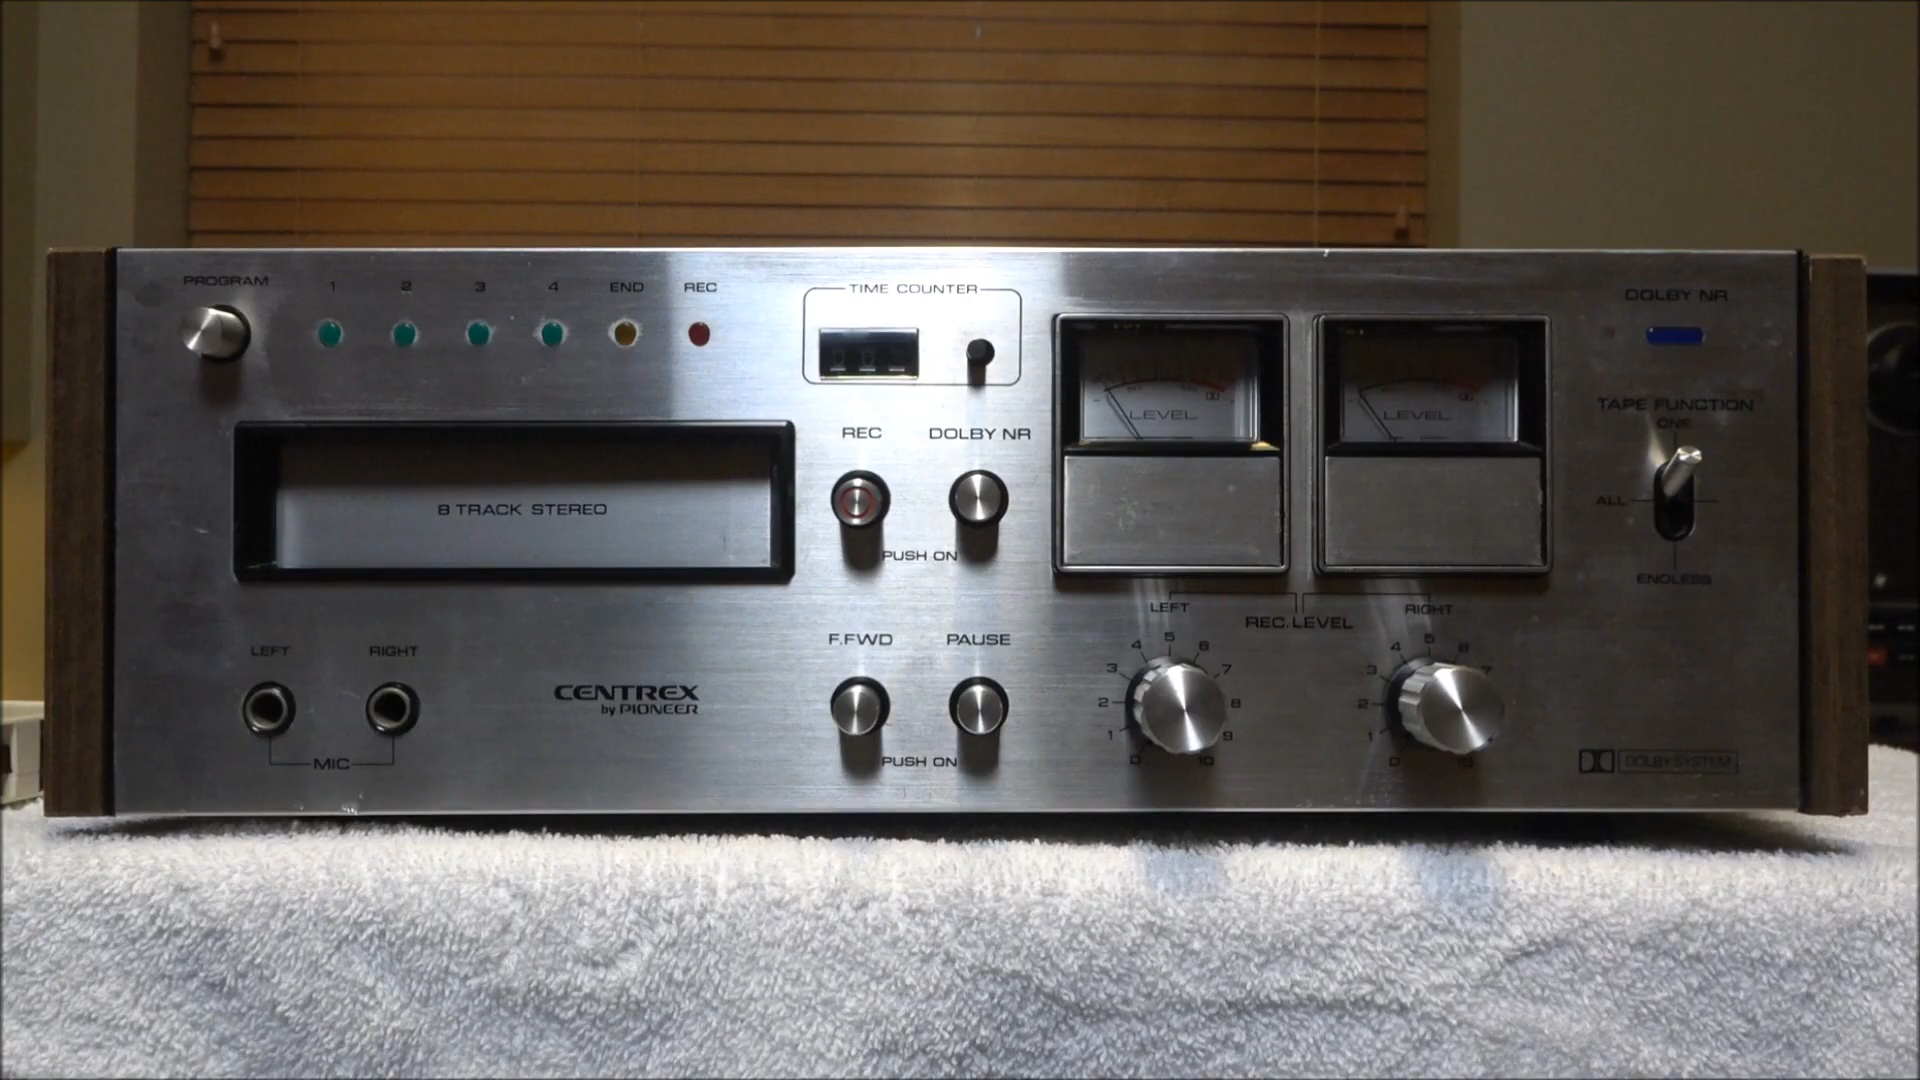 PROGRAM 1 2 3 4 END REC
TIME COUNTER
DOLBY NR
LEVEL
LEVEL
TAPE FUNCTION
ONE
ALL
ENDLESS
8 TRACK STEREO
REC DOLBY NR
PUSH ON
F.FWD PAUSE
PUSH ON
LEFT RIGHT
MIC
CENTREX
by PIONEER
LEFT RIGHT
REC. LEVEL
0 1 2 3 4 5 6 7 8 9 10
0 1 2 3 4 5 6 7 10
DOLBY SYSTEM